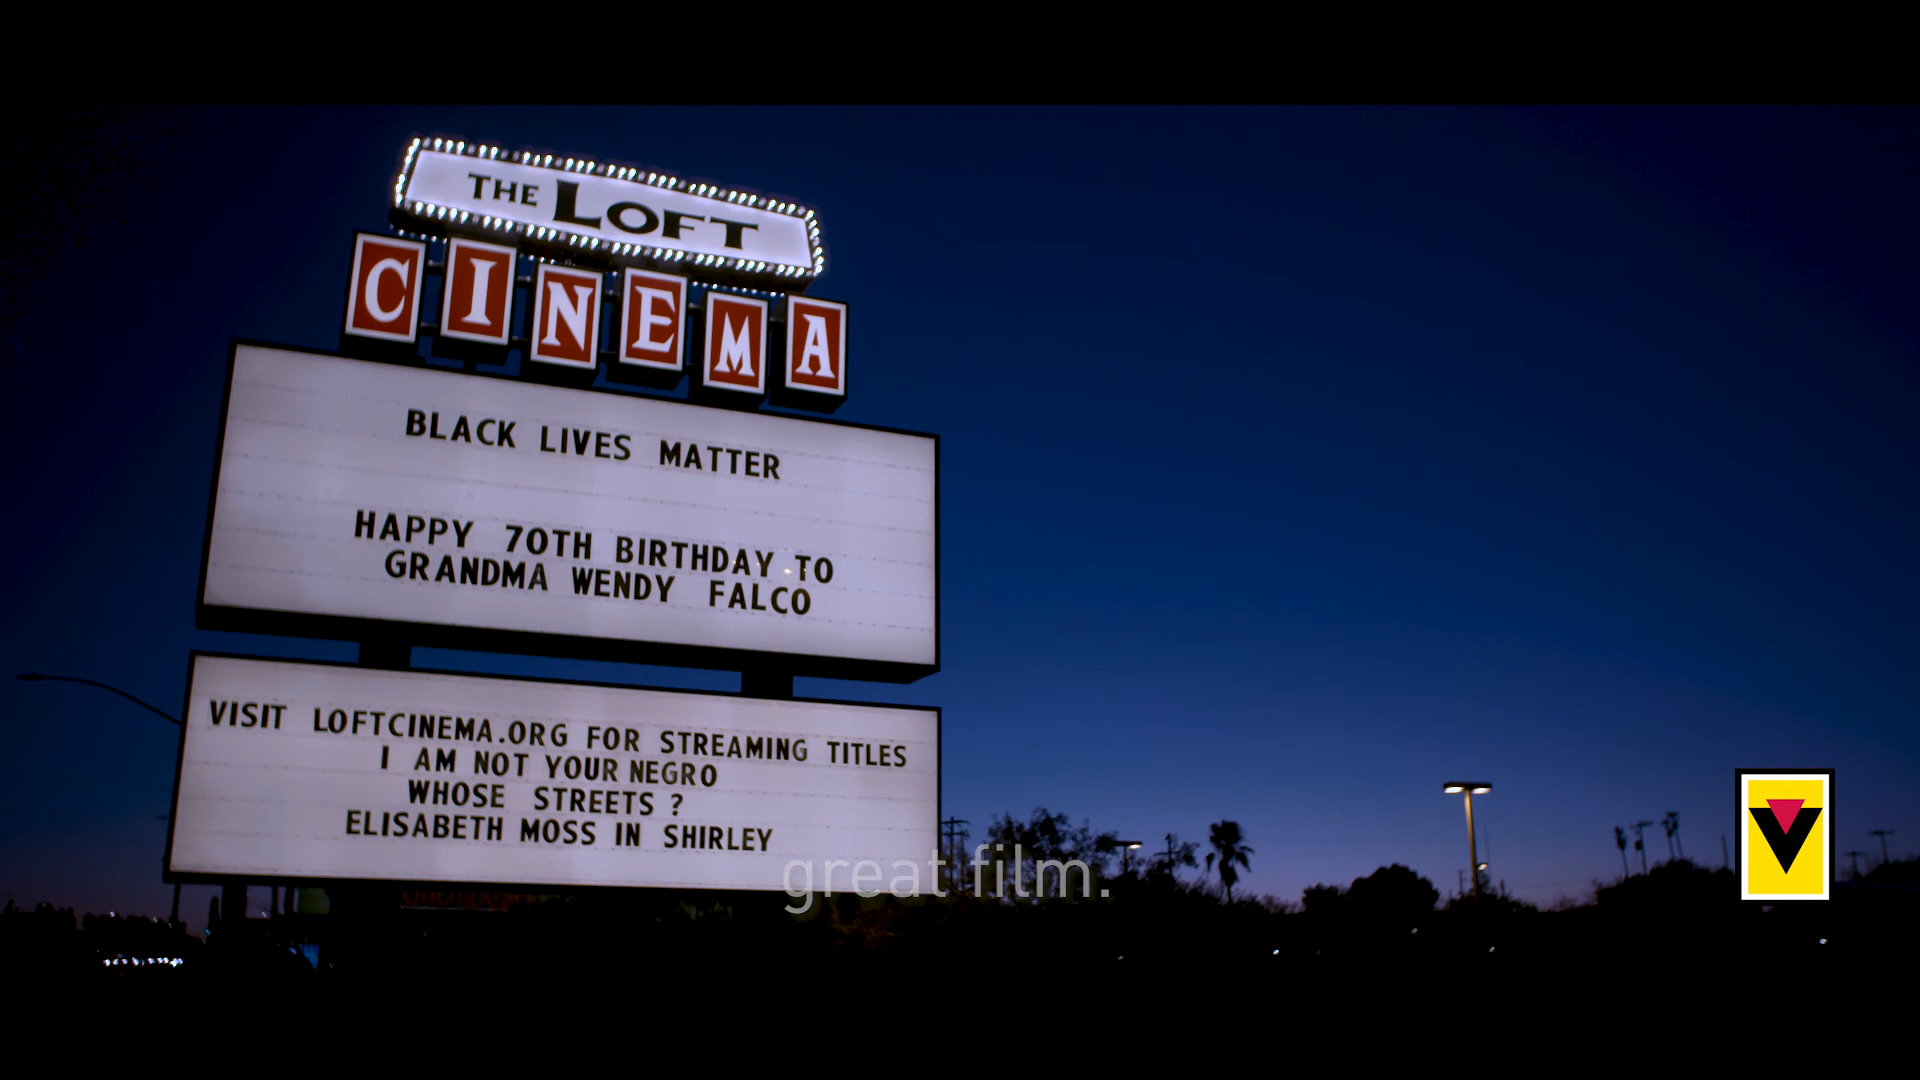 THE LOFT
CINEMA
BLACK LIVES MATTER
HAPPY 70TH BIRTHDAY TO
GRANDMA WENDY FALCO
VISIT LOFTCINEMA.ORG FOR STREAMING TITLES
I AM NOT YOUR NEGRO
WHOSE STREETS ?
ELISABETH MOSS IN SHIRLEY
great film.